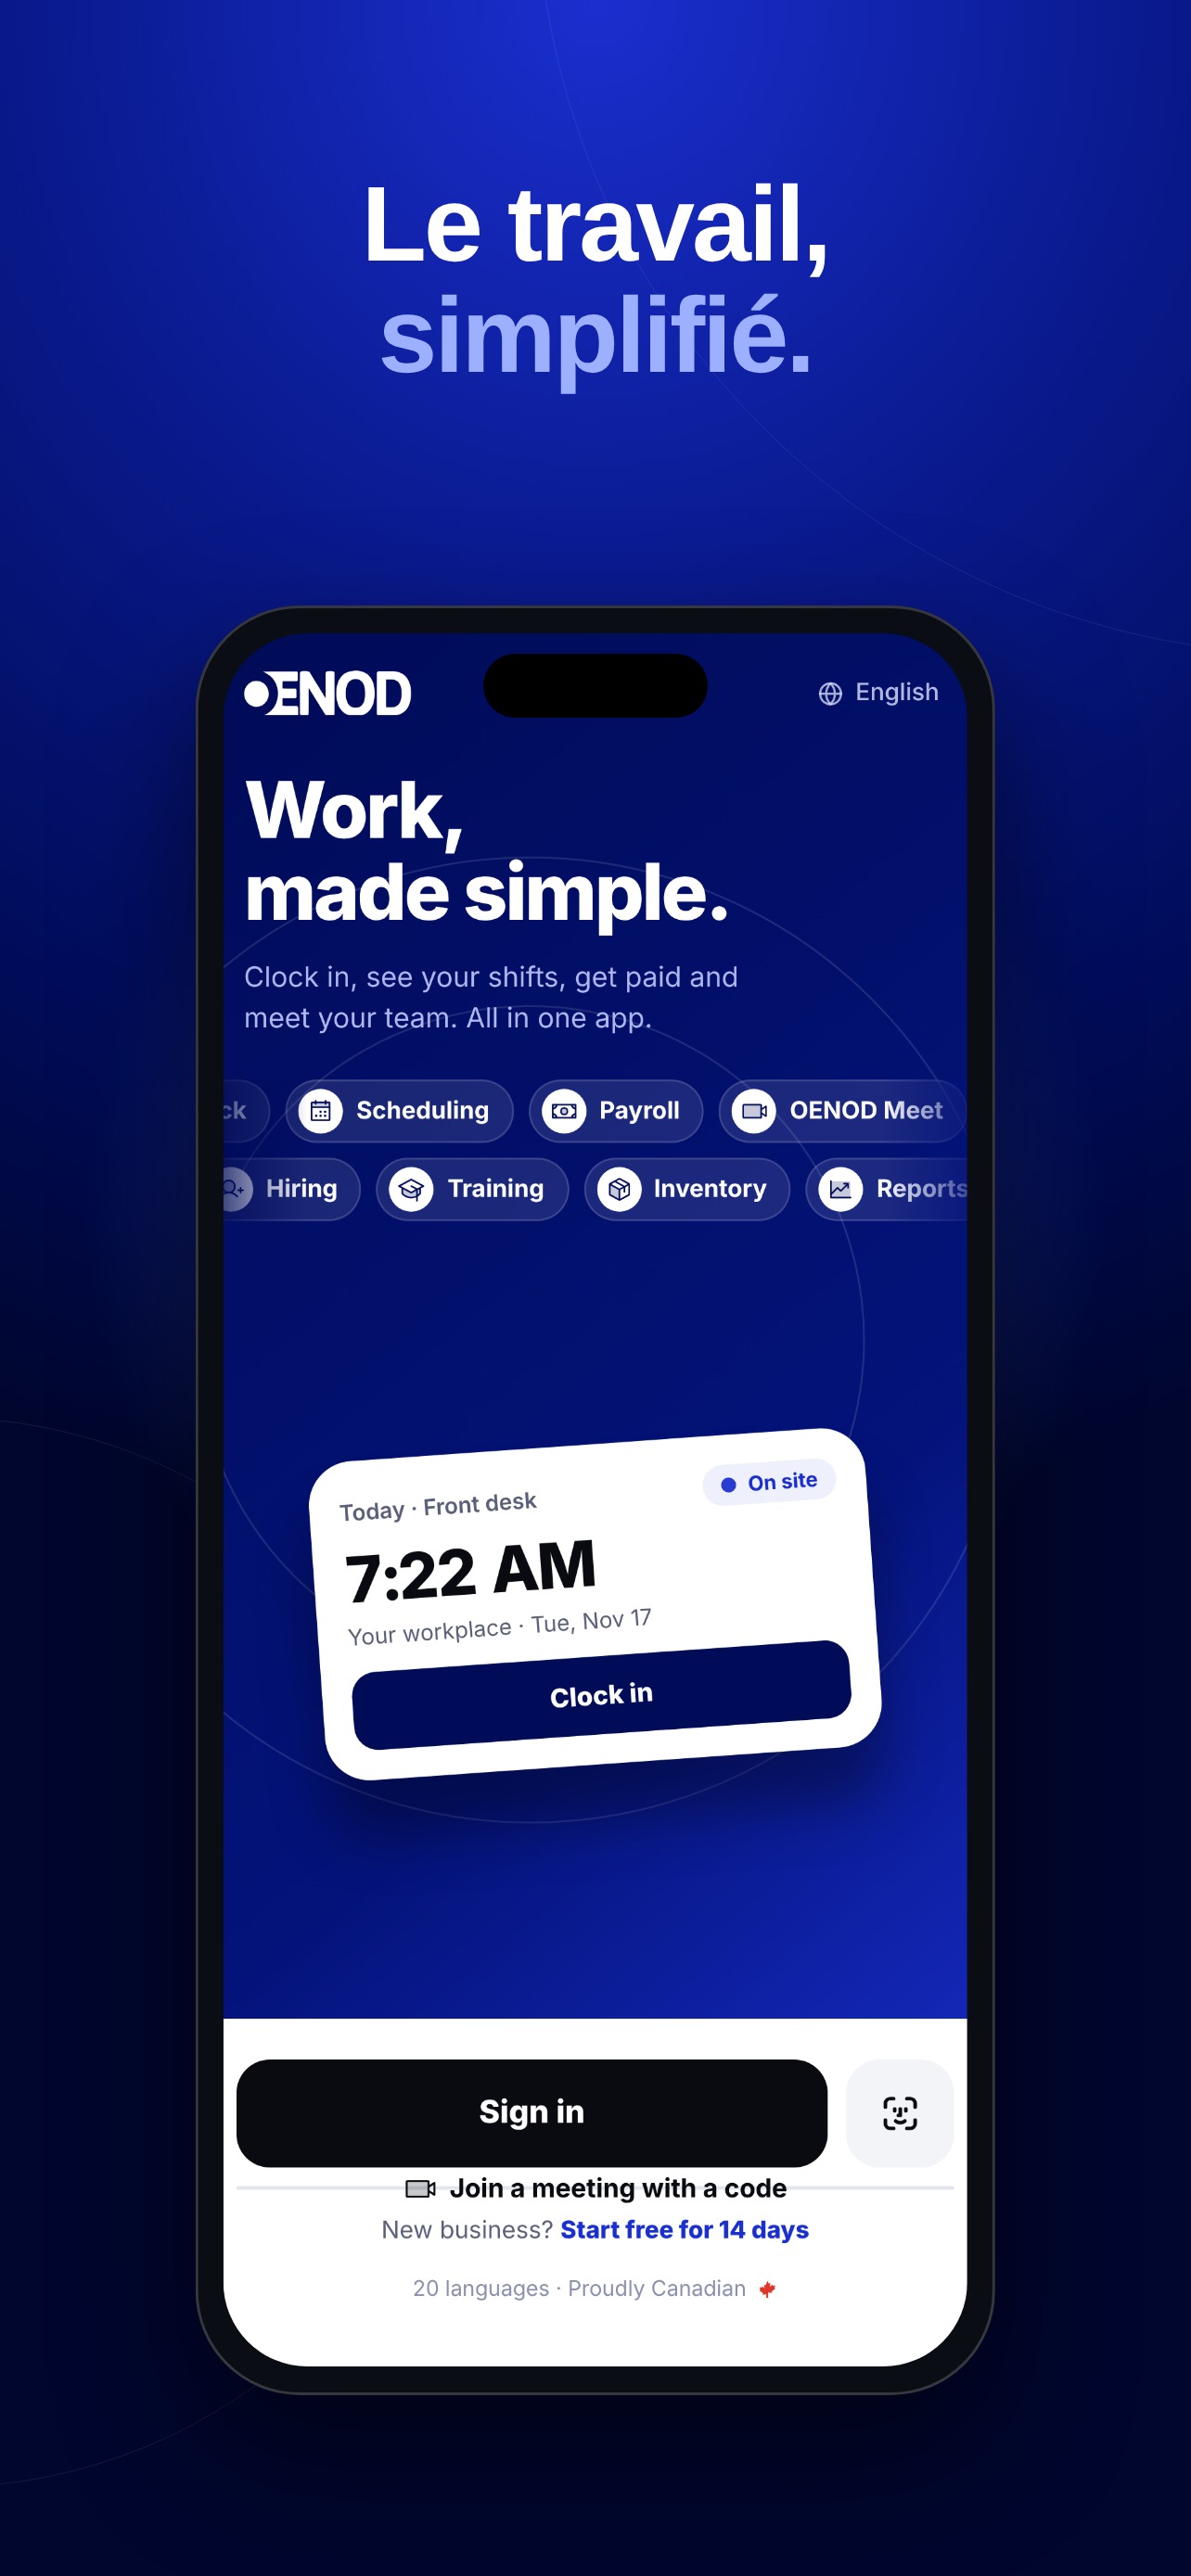 Le travail,
simplifié.
OENOD
English
Work,
made simple.
Clock in, see your shifts, get paid and
meet your team. All in one app.
ck Scheduling Payroll OENOD Meet
Hiring Training Inventory Reports
Today · Front desk
On site
7:22 AM
Your workplace · Tue, Nov 17
Clock in
Sign in
Join a meeting with a code
New business? Start free for 14 days
20 languages · Proudly Canadian